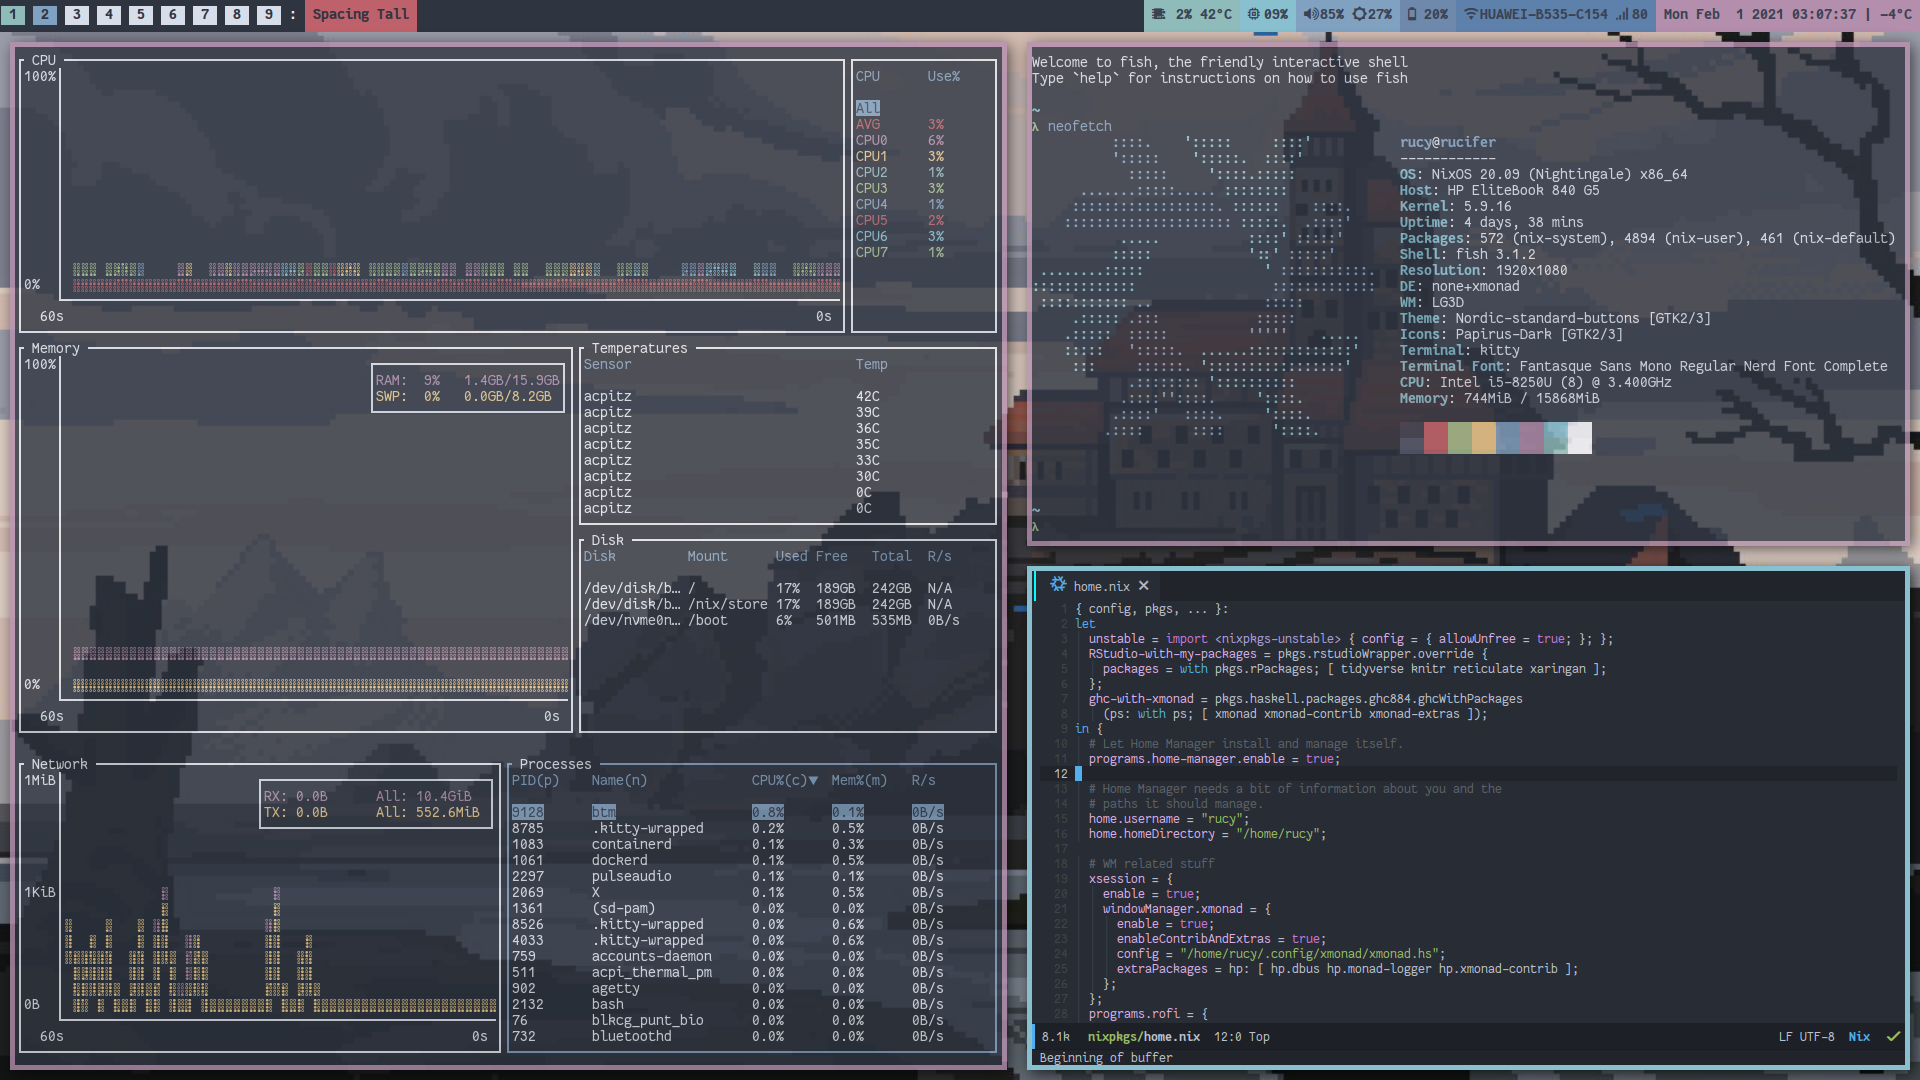 1 2 3 4 5 6 7 8 9 : Spacing Tall
2% 42°C 09% 85% 27% 20% HUAWEI-B535-C154 80 Mon Feb  1 2021 03:07:37 | -4°C
CPU
100%
0%
60s 0s
CPU Use%
All
AVG 3%
CPU0 6%
CPU1 3%
CPU2 1%
CPU3 3%
CPU4 1%
CPU5 2%
CPU6 3%
CPU7 1%
Memory
100%
RAM: 9% 1.4GB/15.9GB
SWP: 0% 0.0GB/8.2GB
0%
60s 0s
Temperatures
Sensor Temp
acpitz 42C
acpitz 39C
acpitz 36C
acpitz 35C
acpitz 33C
acpitz 30C
acpitz 0C
acpitz 0C
Disk
Disk Mount Used Free Total R/s
/dev/disk/b… / 17% 189GB 242GB N/A
/dev/disk/b… /nix/store 17% 189GB 242GB N/A
/dev/nvme0n… /boot 6% 501MB 535MB 0B/s
Network
1MiB
RX: 0.0B All: 10.4GiB
TX: 0.0B All: 552.6MiB
1KiB
0B
60s 0s
Processes
PID(p) Name(n) CPU%(c)▼ Mem%(m) R/s
9128 btm 0.8% 0.1% 0B/s
8785 .kitty-wrapped 0.2% 0.5% 0B/s
1083 containerd 0.1% 0.3% 0B/s
1061 dockerd 0.1% 0.5% 0B/s
2297 pulseaudio 0.1% 0.1% 0B/s
2069 X 0.1% 0.5% 0B/s
1361 (sd-pam) 0.0% 0.0% 0B/s
8526 .kitty-wrapped 0.0% 0.6% 0B/s
4033 .kitty-wrapped 0.0% 0.6% 0B/s
759 accounts-daemon 0.0% 0.0% 0B/s
511 acpi_thermal_pm 0.0% 0.0% 0B/s
902 agetty 0.0% 0.0% 0B/s
2132 bash 0.0% 0.0% 0B/s
76 blkcg_punt_bio 0.0% 0.0% 0B/s
732 bluetoothd 0.0% 0.0% 0B/s
Welcome to fish, the friendly interactive shell
Type `help` for instructions on how to use fish
~
λ neofetch
rucy@rucifer
------------
OS: NixOS 20.09 (Nightingale) x86_64
Host: HP EliteBook 840 G5
Kernel: 5.9.16
Uptime: 4 days, 38 mins
Packages: 572 (nix-system), 4894 (nix-user), 461 (nix-default)
Shell: fish 3.1.2
Resolution: 1920x1080
DE: none+xmonad
WM: LG3D
Theme: Nordic-standard-buttons [GTK2/3]
Icons: Papirus-Dark [GTK2/3]
Terminal: kitty
Terminal Font: Fantasque Sans Mono Regular Nerd Font Complete
CPU: Intel i5-8250U (8) @ 3.400GHz
Memory: 744MiB / 15868MiB
~
λ
home.nix ×
1 { config, pkgs, ... }:
2 let
3 unstable = import <nixpkgs-unstable> { config = { allowUnfree = true; }; };
4 RStudio-with-my-packages = pkgs.rstudioWrapper.override {
5 packages = with pkgs.rPackages; [ tidyverse knitr reticulate xaringan ];
6 };
7 ghc-with-xmonad = pkgs.haskell.packages.ghc884.ghcWithPackages
8 (ps: with ps; [ xmonad xmonad-contrib xmonad-extras ]);
9 in {
10 # Let Home Manager install and manage itself.
11 programs.home-manager.enable = true;
12
13 # Home Manager needs a bit of information about you and the
14 # paths it should manage.
15 home.username = "rucy";
16 home.homeDirectory = "/home/rucy";
17
18 # WM related stuff
19 xsession = {
20 enable = true;
21 windowManager.xmonad = {
22 enable = true;
23 enableContribAndExtras = true;
24 config = "/home/rucy/.config/xmonad/xmonad.hs";
25 extraPackages = hp: [ hp.dbus hp.monad-logger hp.xmonad-contrib ];
26 };
27 };
28 programs.rofi = {
8.1k nixpkgs/home.nix 12:0 Top LF UTF-8 Nix
Beginning of buffer